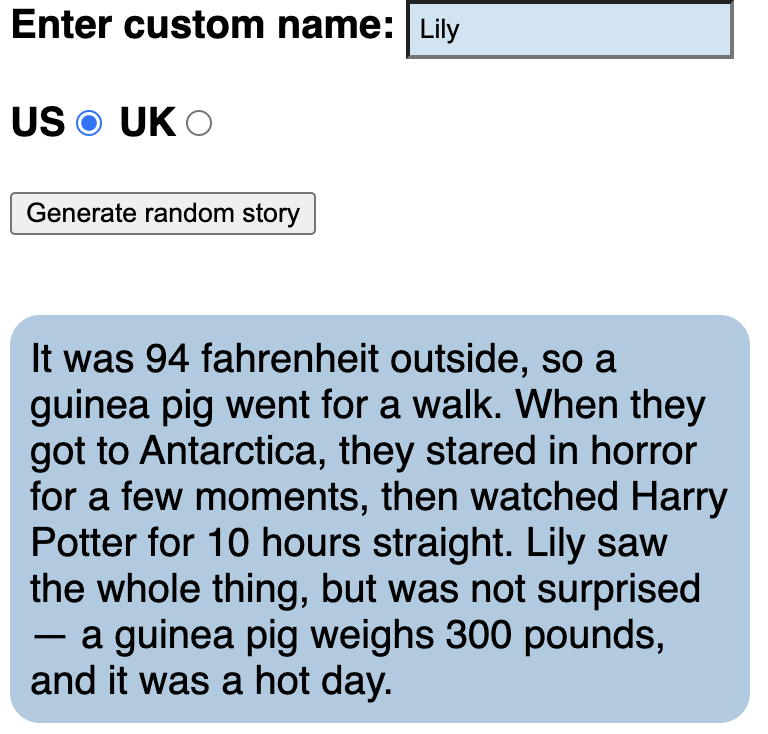 Enter custom name: Lily
US UK
Generate random story
It was 94 fahrenheit outside, so a
guinea pig went for a walk. When they
got to Antarctica, they stared in horror
for a few moments, then watched Harry
Potter for 10 hours straight. Lily saw
the whole thing, but was not surprised
— a guinea pig weighs 300 pounds,
and it was a hot day.